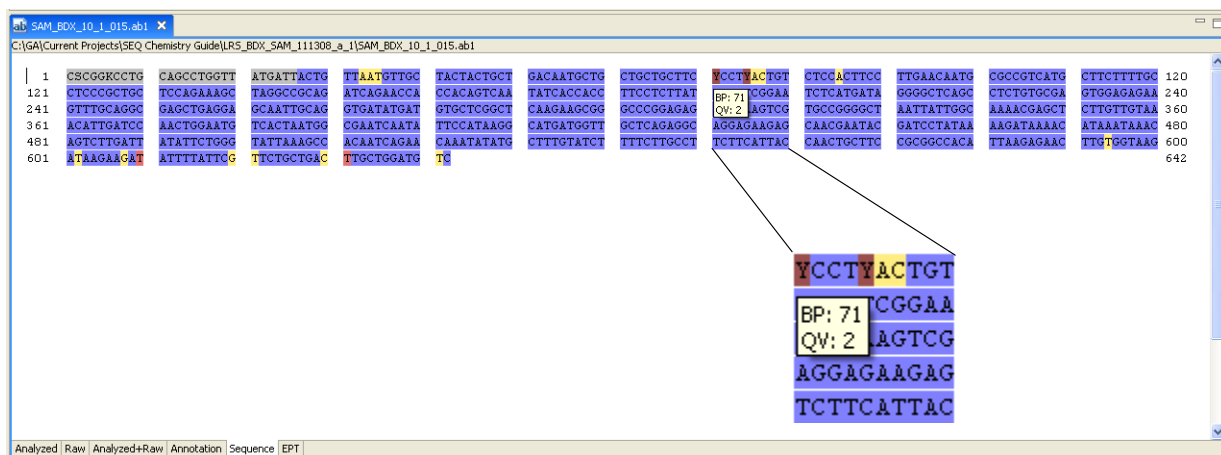 SAM_BDX_10_1_015.ab1
C:\GA\Current Projects\SEQ Chemistry Guide\LRS_BDX_SAM_111308_a_1\SAM_BDX_10_1_015.ab1
1 CSCGGKCCTG CAGCCTGGTT ATGATTACTG TTAATGTTGC TACTACTGCT GACAATGCTG CTGCTGCTTC YCCTYACTGT CTCCACTTCC TTGAACAATG CGCCGTCATG CTTCTTTTGC 120
121 CTCCCGCTGC TCCAGAAAGC TAGGCCGCAG ATCAGAACCA CCACAGTCAA TATCACCACC TTCCTCTTAT CGGAA TCTCATGATA GGGGCTCAGC CTCTGTGCGA GTGGAGAGAA 240
241 GTTTGCAGGC GAGCTGAGGA GCAATTGCAG GTGATATGAT GTGCTCGGCT CAAGAAGCGG GCCCGGAGAG AGTCG TGCCGGGGCT AATTATTGGC AAAACGAGCT CTTGTTGTAA 360
361 ACATTGATCC AACTGGAATG TCACTAATGG CGAATCAATA TTCCATAAGG CATGATGGTT GCTCAGAGGC AGGAGAAGAG CAACGAATAC GATCCTATAA AAGATAAAAC ATAAATAAAC 480
481 AGTCTTGATT ATATTCTGGG TATTAAAGCC ACAATCAGAA CAAATATATG CTTTGTATCT TTTCTTGCCT TCTTCATTAC CAACTGCTTC CGCGGCCACA TTAAGAGAAC TTGTGGTAAG 600
601 ATAAGAAGAT ATTTTATTCG TTCTGCTGAC TTGCTGGATG TC 642
BP: 71
QV: 2
YCCTYACTGT
CGGAA
BP: 71
QV: 2
AGTCG
AGGAGAAGAG
TCTTCATTAC
Analyzed Raw Analyzed+Raw Annotation Sequence EPT